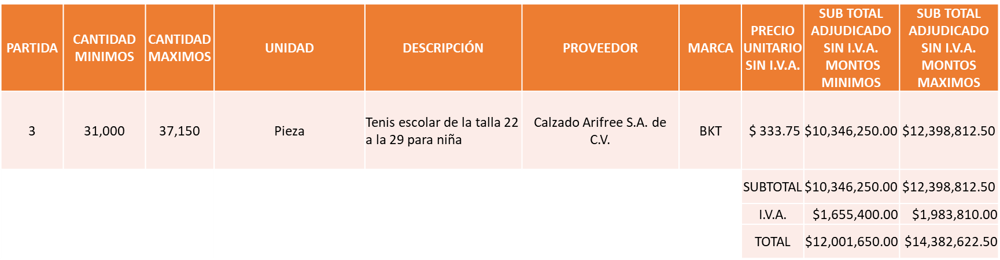 PARTIDA
CANTIDAD
MINIMOS
CANTIDAD
MAXIMOS
UNIDAD
DESCRIPCIÓN
PROVEEDOR
MARCA
PRECIO
UNITARIO
SIN I.V.A.
SUB TOTAL
ADJUDICADO
SIN I.V.A.
MONTOS
MINIMOS
SUB TOTAL
ADJUDICADO
SIN I.V.A.
MONTOS
MAXIMOS
3
31,000
37,150
Pieza
Tenis escolar de la talla 22
a la 29 para niña
Calzado Arifree S.A. de
C.V.
BKT
$ 333.75
$10,346,250.00
$12,398,812.50
SUBTOTAL
$10,346,250.00
$12,398,812.50
I.V.A.
$1,655,400.00
$1,983,810.00
TOTAL
$12,001,650.00
$14,382,622.50